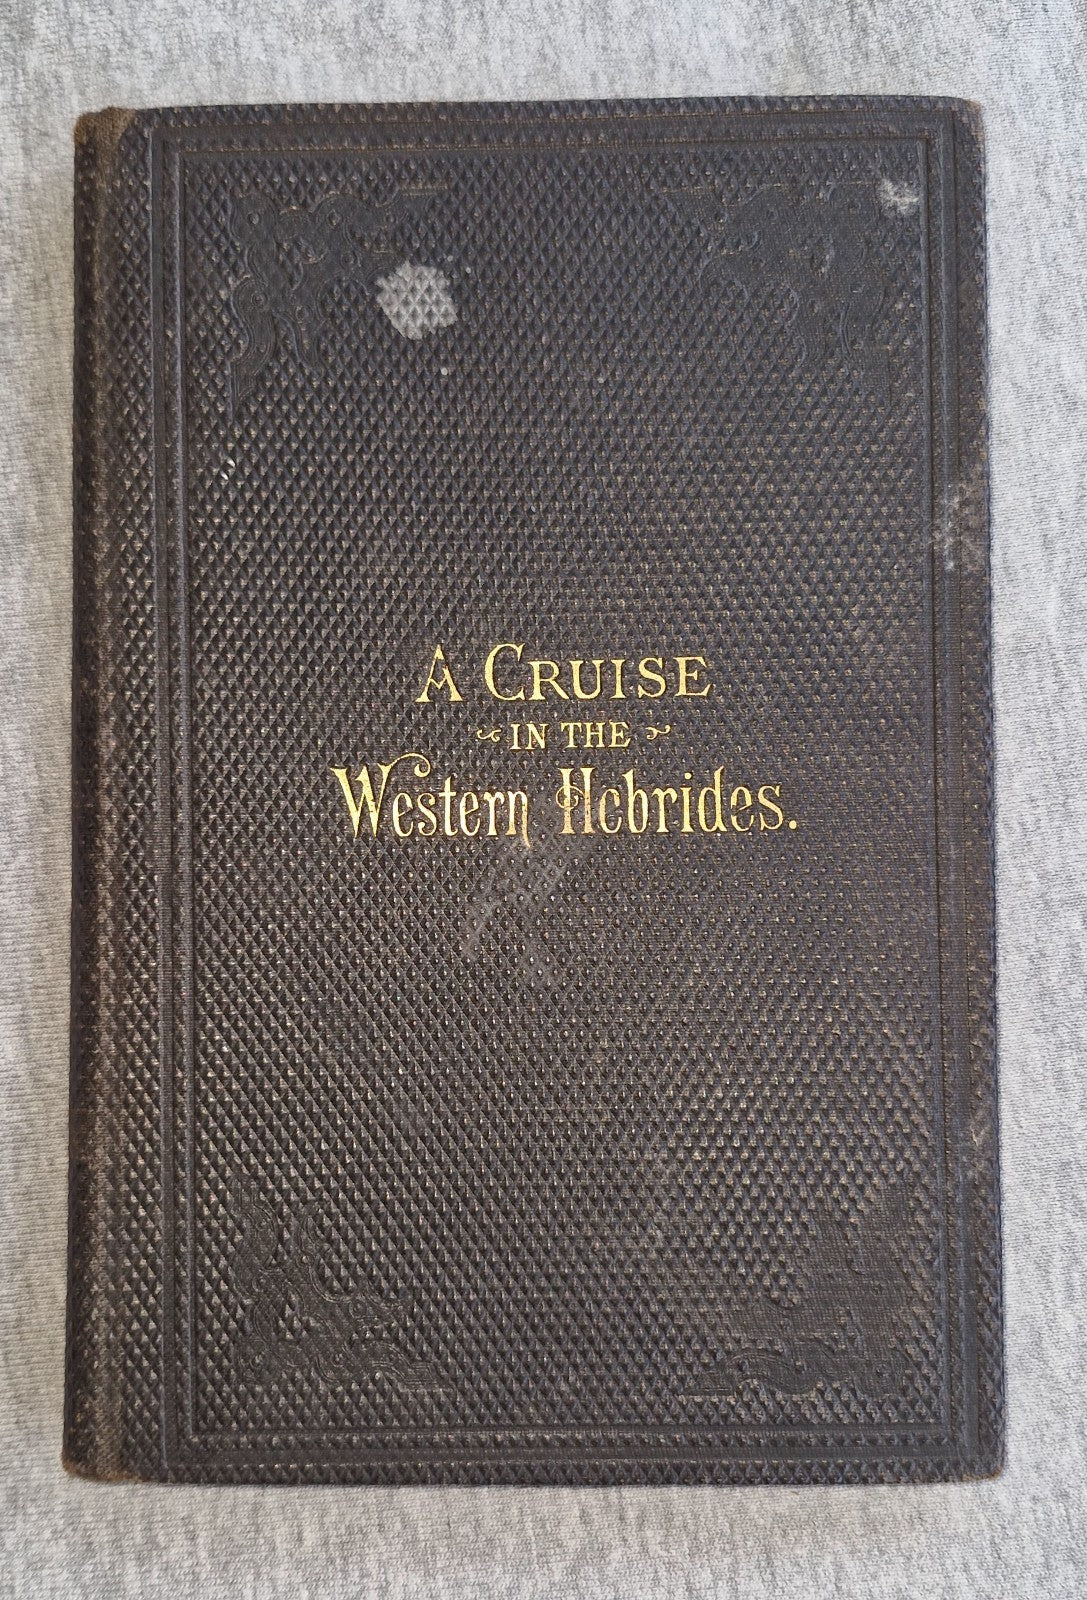 A CRUISE
IN THE
Western Hebrides.